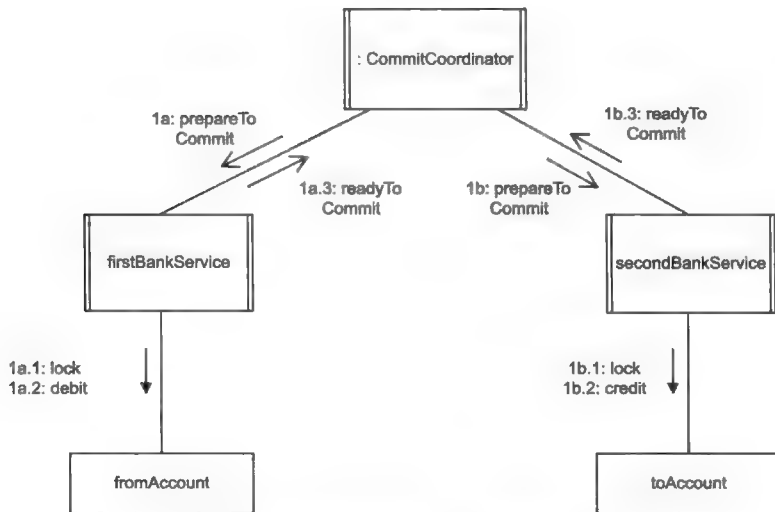 : CommitCoordinator
1a: prepareTo
Commit
1b.3: readyTo
Commit
1a.3: readyTo
Commit
1b: prepareTo
Commit
firstBankService
secondBankService
1a.1: lock
1a.2: debit
1b.1: lock
1b.2: credit
fromAccount
toAccount